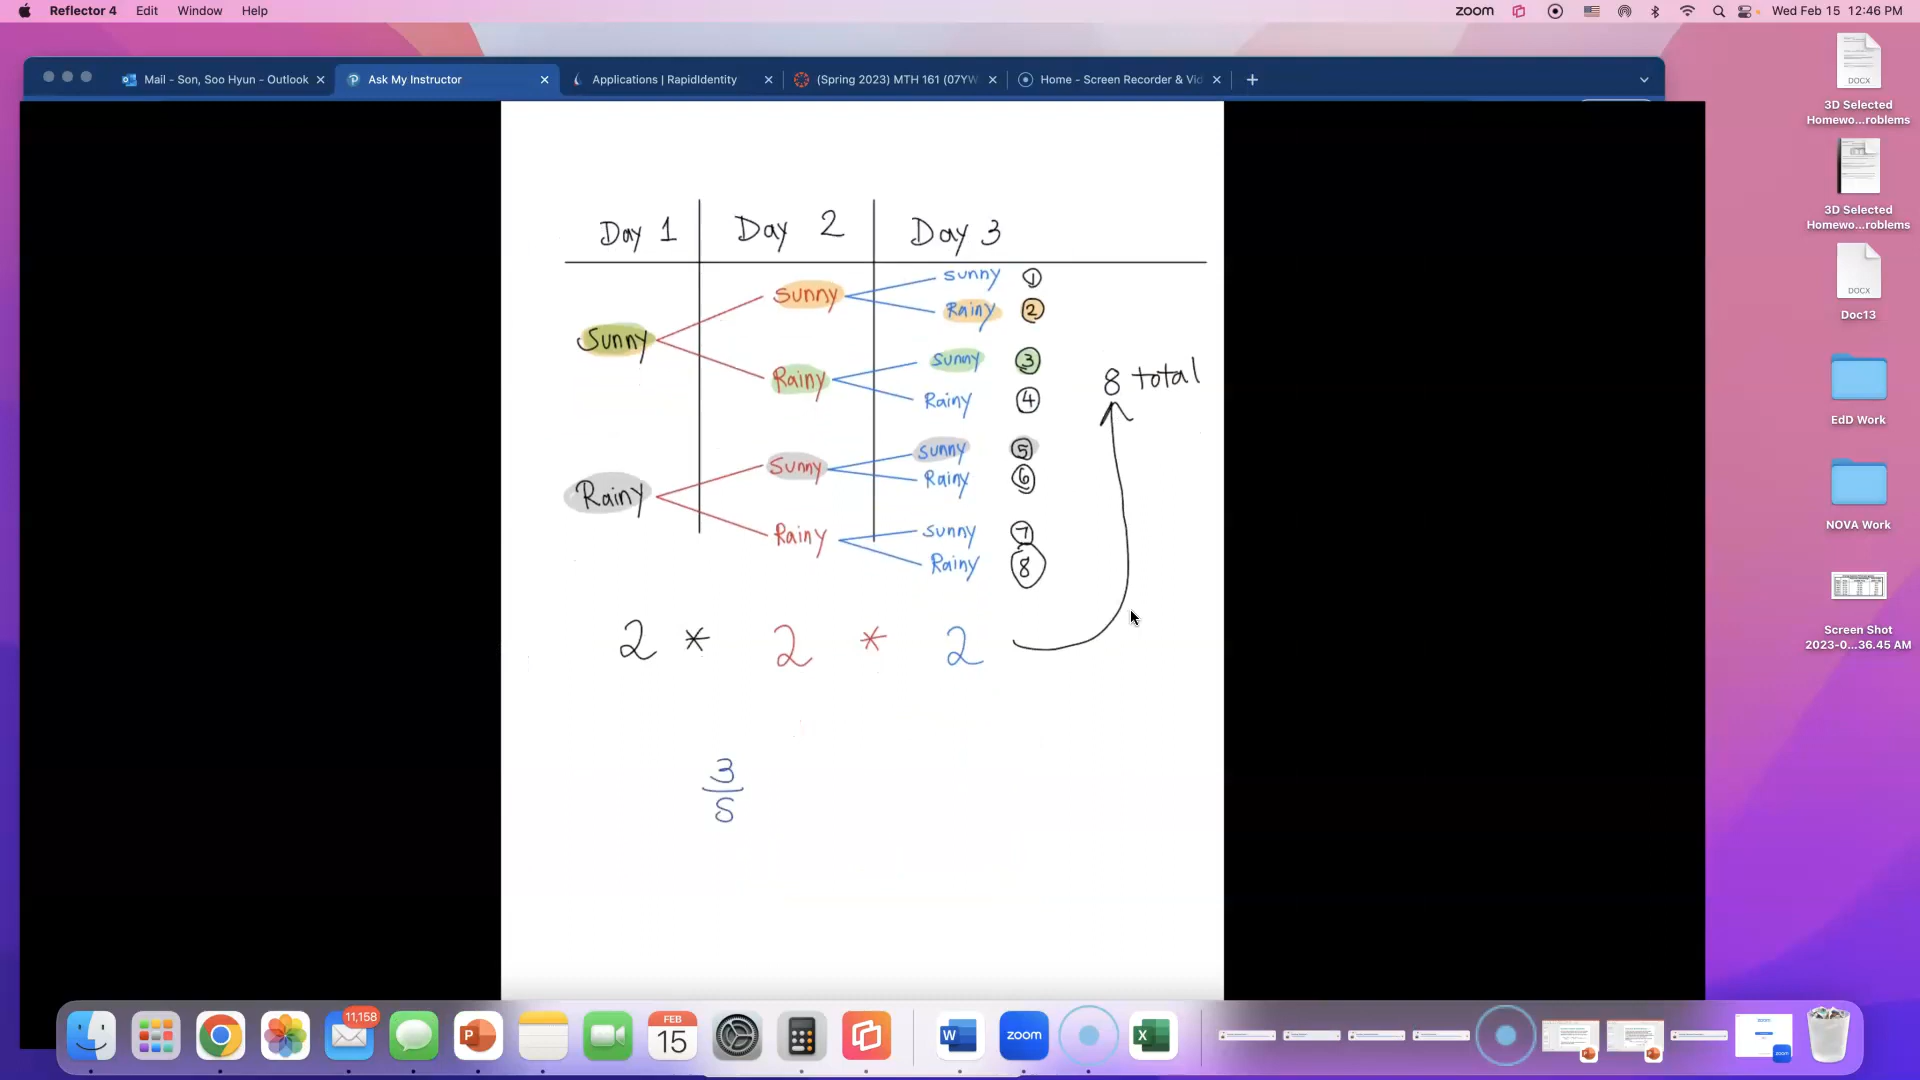 Reflector 4 Edit Window Help
zoom Wed Feb 15 12:46 PM
Mail - Son, Soo Hyun - Outlook
Ask My Instructor
Applications | RapidIdentity
(Spring 2023) MTH 161 (07YW
Home - Screen Recorder & Vid
DOCX
3D Selected
Homewo...roblems
3D Selected
Homewo...roblems
DOCX
Doc13
EdD Work
NOVA Work
Screen Shot
2023-0...36.45 AM
Day 1 Day 2 Day 3
Sunny
Sunny
sunny 1
Rainy 2
Rainy
sunny 3
Rainy 4
Rainy
Sunny
sunny 5
Rainy 6
Rainy
sunny 7
Rainy 8
8 total
2 * 2 * 2
3
8
11,158
FEB
15
zoom